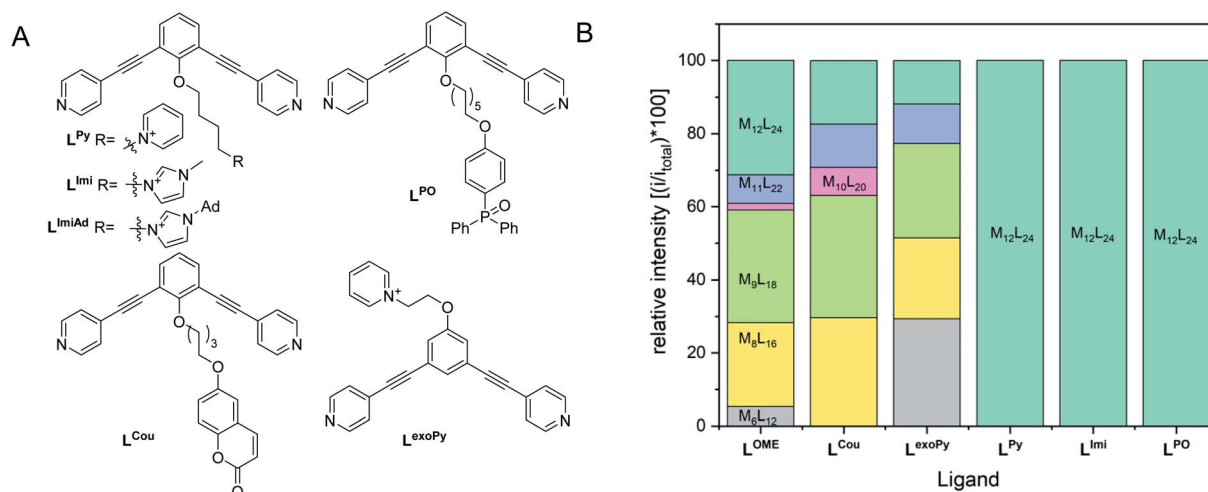 A
N
O
N
L^Py R= N+
R
L^Imi R= N+ N
Ad
L^ImiAd R= N+ N
N
O
N
( )5
O
L^PO
O
Ph P Ph
N
O
N
( )3
O
L^Cou
O
O
N+
O
N
N
L^exoPy
B
relative intensity [(i/i_total)*100]
100
80
60
40
20
0
M12L24
M11L22
M9L18
M8L16
M6L12
M10L20
M12L24
M12L24
M12L24
L^OME
L^Cou
L^exoPy
L^Py
L^Imi
L^PO
Ligand